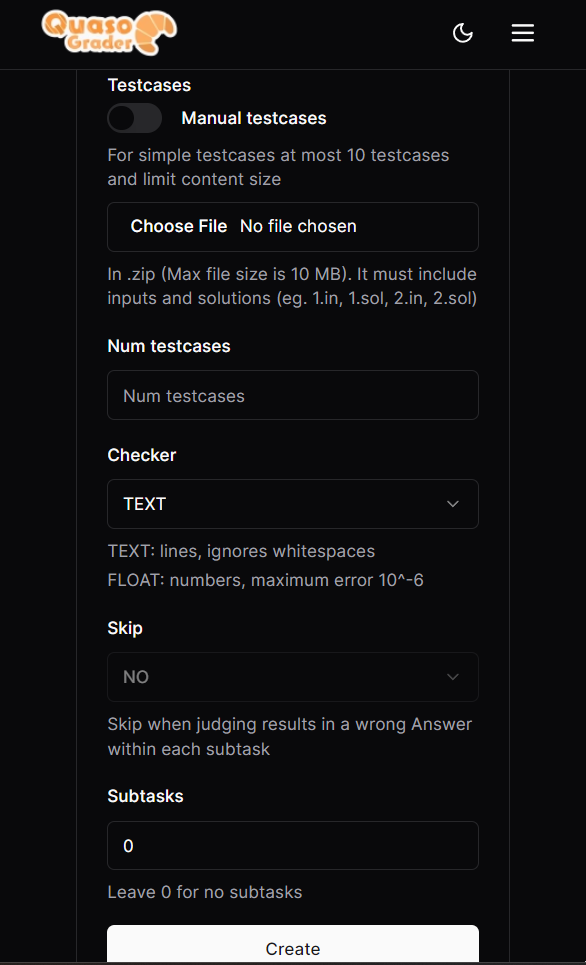 Quaso
Grader
Testcases
Manual testcases
For simple testcases at most 10 testcases
and limit content size
Choose File No file chosen
In .zip (Max file size is 10 MB). It must include
inputs and solutions (eg. 1.in, 1.sol, 2.in, 2.sol)
Num testcases
Num testcases
Checker
TEXT
TEXT: lines, ignores whitespaces
FLOAT: numbers, maximum error 10^-6
Skip
NO
Skip when judging results in a wrong Answer
within each subtask
Subtasks
0
Leave 0 for no subtasks
Create